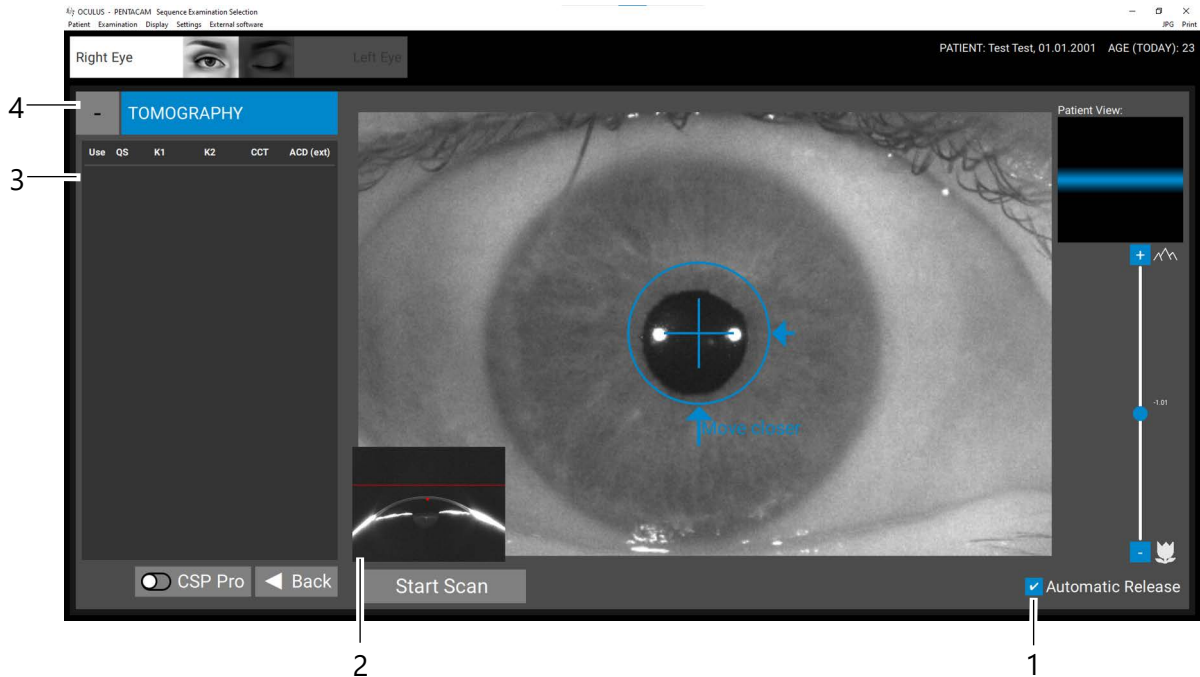 OCULUS - PENTACAM Sequence Examination Selection
Patient Examination Display Settings External software
JPG Print
Right Eye
Left Eye
PATIENT: Test Test, 01.01.2001 AGE (TODAY): 23
4
-
TOMOGRAPHY
Patient View:
Use QS K1 K2 CCT ACD (ext)
3
+
-1.01
Move closer
-
CSP Pro
Back
Start Scan
Automatic Release
2
1